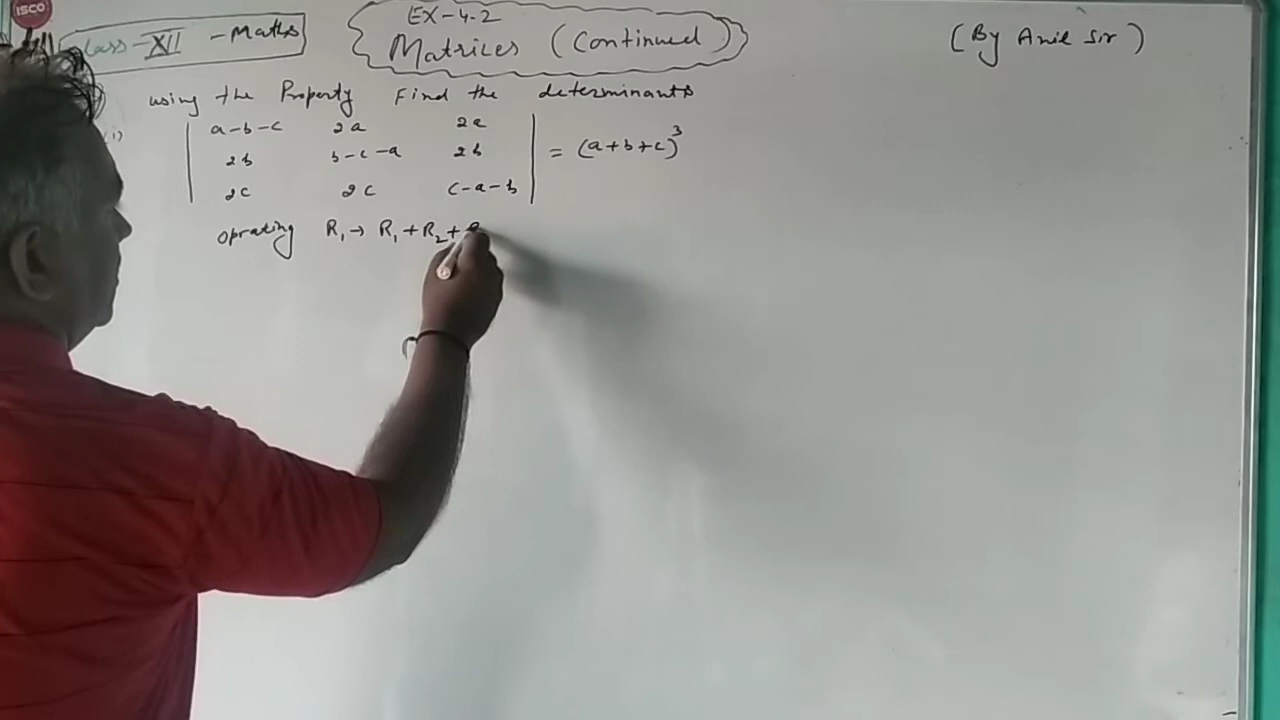 ISCO
Class - XII - Maths
EX-4.2
Matrices (Continued)
(By Anil Sir)
using the Property Find the determinants
(i)
a-b-c 2a 2a
2b b-c-a 2b = (a+b+c)³
2c 2c c-a-b
oprating R₁ → R₁ + R₂ +